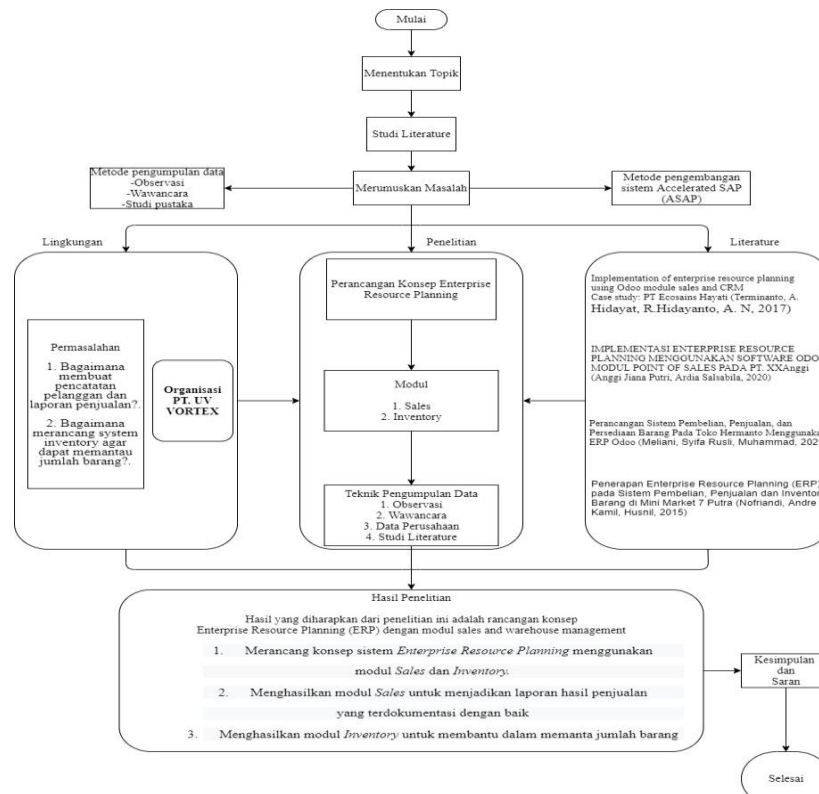 Mulai
Menentukan Topik
Studi Literature
Metode pengumpulan data
-Observasi
-Wawancara
-Studi pustaka
Merumuskan Masalah
Metode pengembangan
sistem Accelerated SAP
(ASAP)
Lingkungan
Permasalahan
1. Bagaimana
membuat
pencatatan
pelanggan dan
laporan penjualan?.
2. Bagaimana
merancang system
inventory agar
dapat memantau
jumlah barang?.
Organisasi
PT. UV
VORTEX
Penelitian
Perancangan Konsep Enterprise
Resource Planning
Modul
1. Sales
2. Inventory
Teknik Pengumpulan Data
1. Observasi
2. Wawancara
3. Data Perusahaan
4. Studi Literature
Literature
Implementation of enterprise resource planning
using Odoo module sales and CRM
Case study: PT Ecosains Hayati (Terminanto, A.
Hidayat, R.Hidayanto, A. N, 2017)
IMPLEMENTASI ENTERPRISE RESOURCE
PLANNING MENGGUNAKAN SOFTWARE ODO
MODUL POINT OF SALES PADA PT. XXAnggi
(Anggi Jiana Putri, Ardia Salsabila, 2020)
Perancangan Sistem Pembelian, Penjualan, dan
Persediaan Barang Pada Toko Hermanto Menggunaka
ERP Odoo (Meliani, Syifa Rusli, Muhammad, 202
Penerapan Enterprise Resource Planning (ERP)
pada Sistem Pembelian, Penjualan dan Inventor
Barang di Mini Market 7 Putra (Nofriandi, Andre
Kamil, Husnil, 2015)
Hasil Penelitian
Hasil yang diharapkan dari penelitian ini adalah rancangan konsep
Enterprise Resource Planning (ERP) dengan modul sales and warehouse management
1. Merancang konsep sistem Enterprise Resource Planning menggunakan
modul Sales dan Inventory.
2. Menghasilkan modul Sales untuk menjadikan laporan hasil penjualan
yang terdokumentasi dengan baik
3. Menghasilkan modul Inventory untuk membantu dalam memanta jumlah barang
Kesimpulan
dan
Saran
Selesai